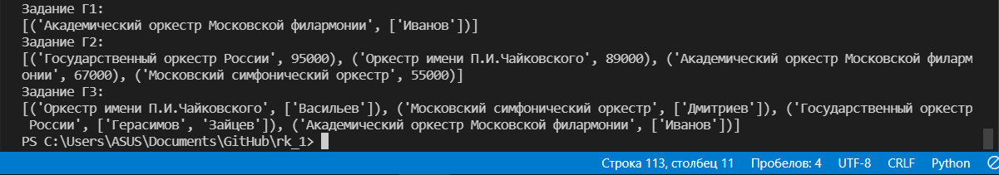 Задание Г1:
[('Академический оркестр Московской филармонии', ['Иванов'])]
Задание Г2:
[('Государственный оркестр России', 95000), ('Оркестр имени П.И.Чайковского', 89000), ('Академический оркестр Московской филарм
онии', 67000), ('Московский симфонический оркестр', 55000)]
Задание Г3:
[('Оркестр имени П.И.Чайковского', ['Васильев']), ('Московский симфонический оркестр', ['Дмитриев']), ('Государственный оркестр
 России', ['Герасимов', 'Зайцев']), ('Академический оркестр Московской филармонии', ['Иванов'])]
PS C:\Users\ASUS\Documents\GitHub\rk_1>
Строка 113, столбец 11 Пробелов: 4 UTF-8 CRLF Python